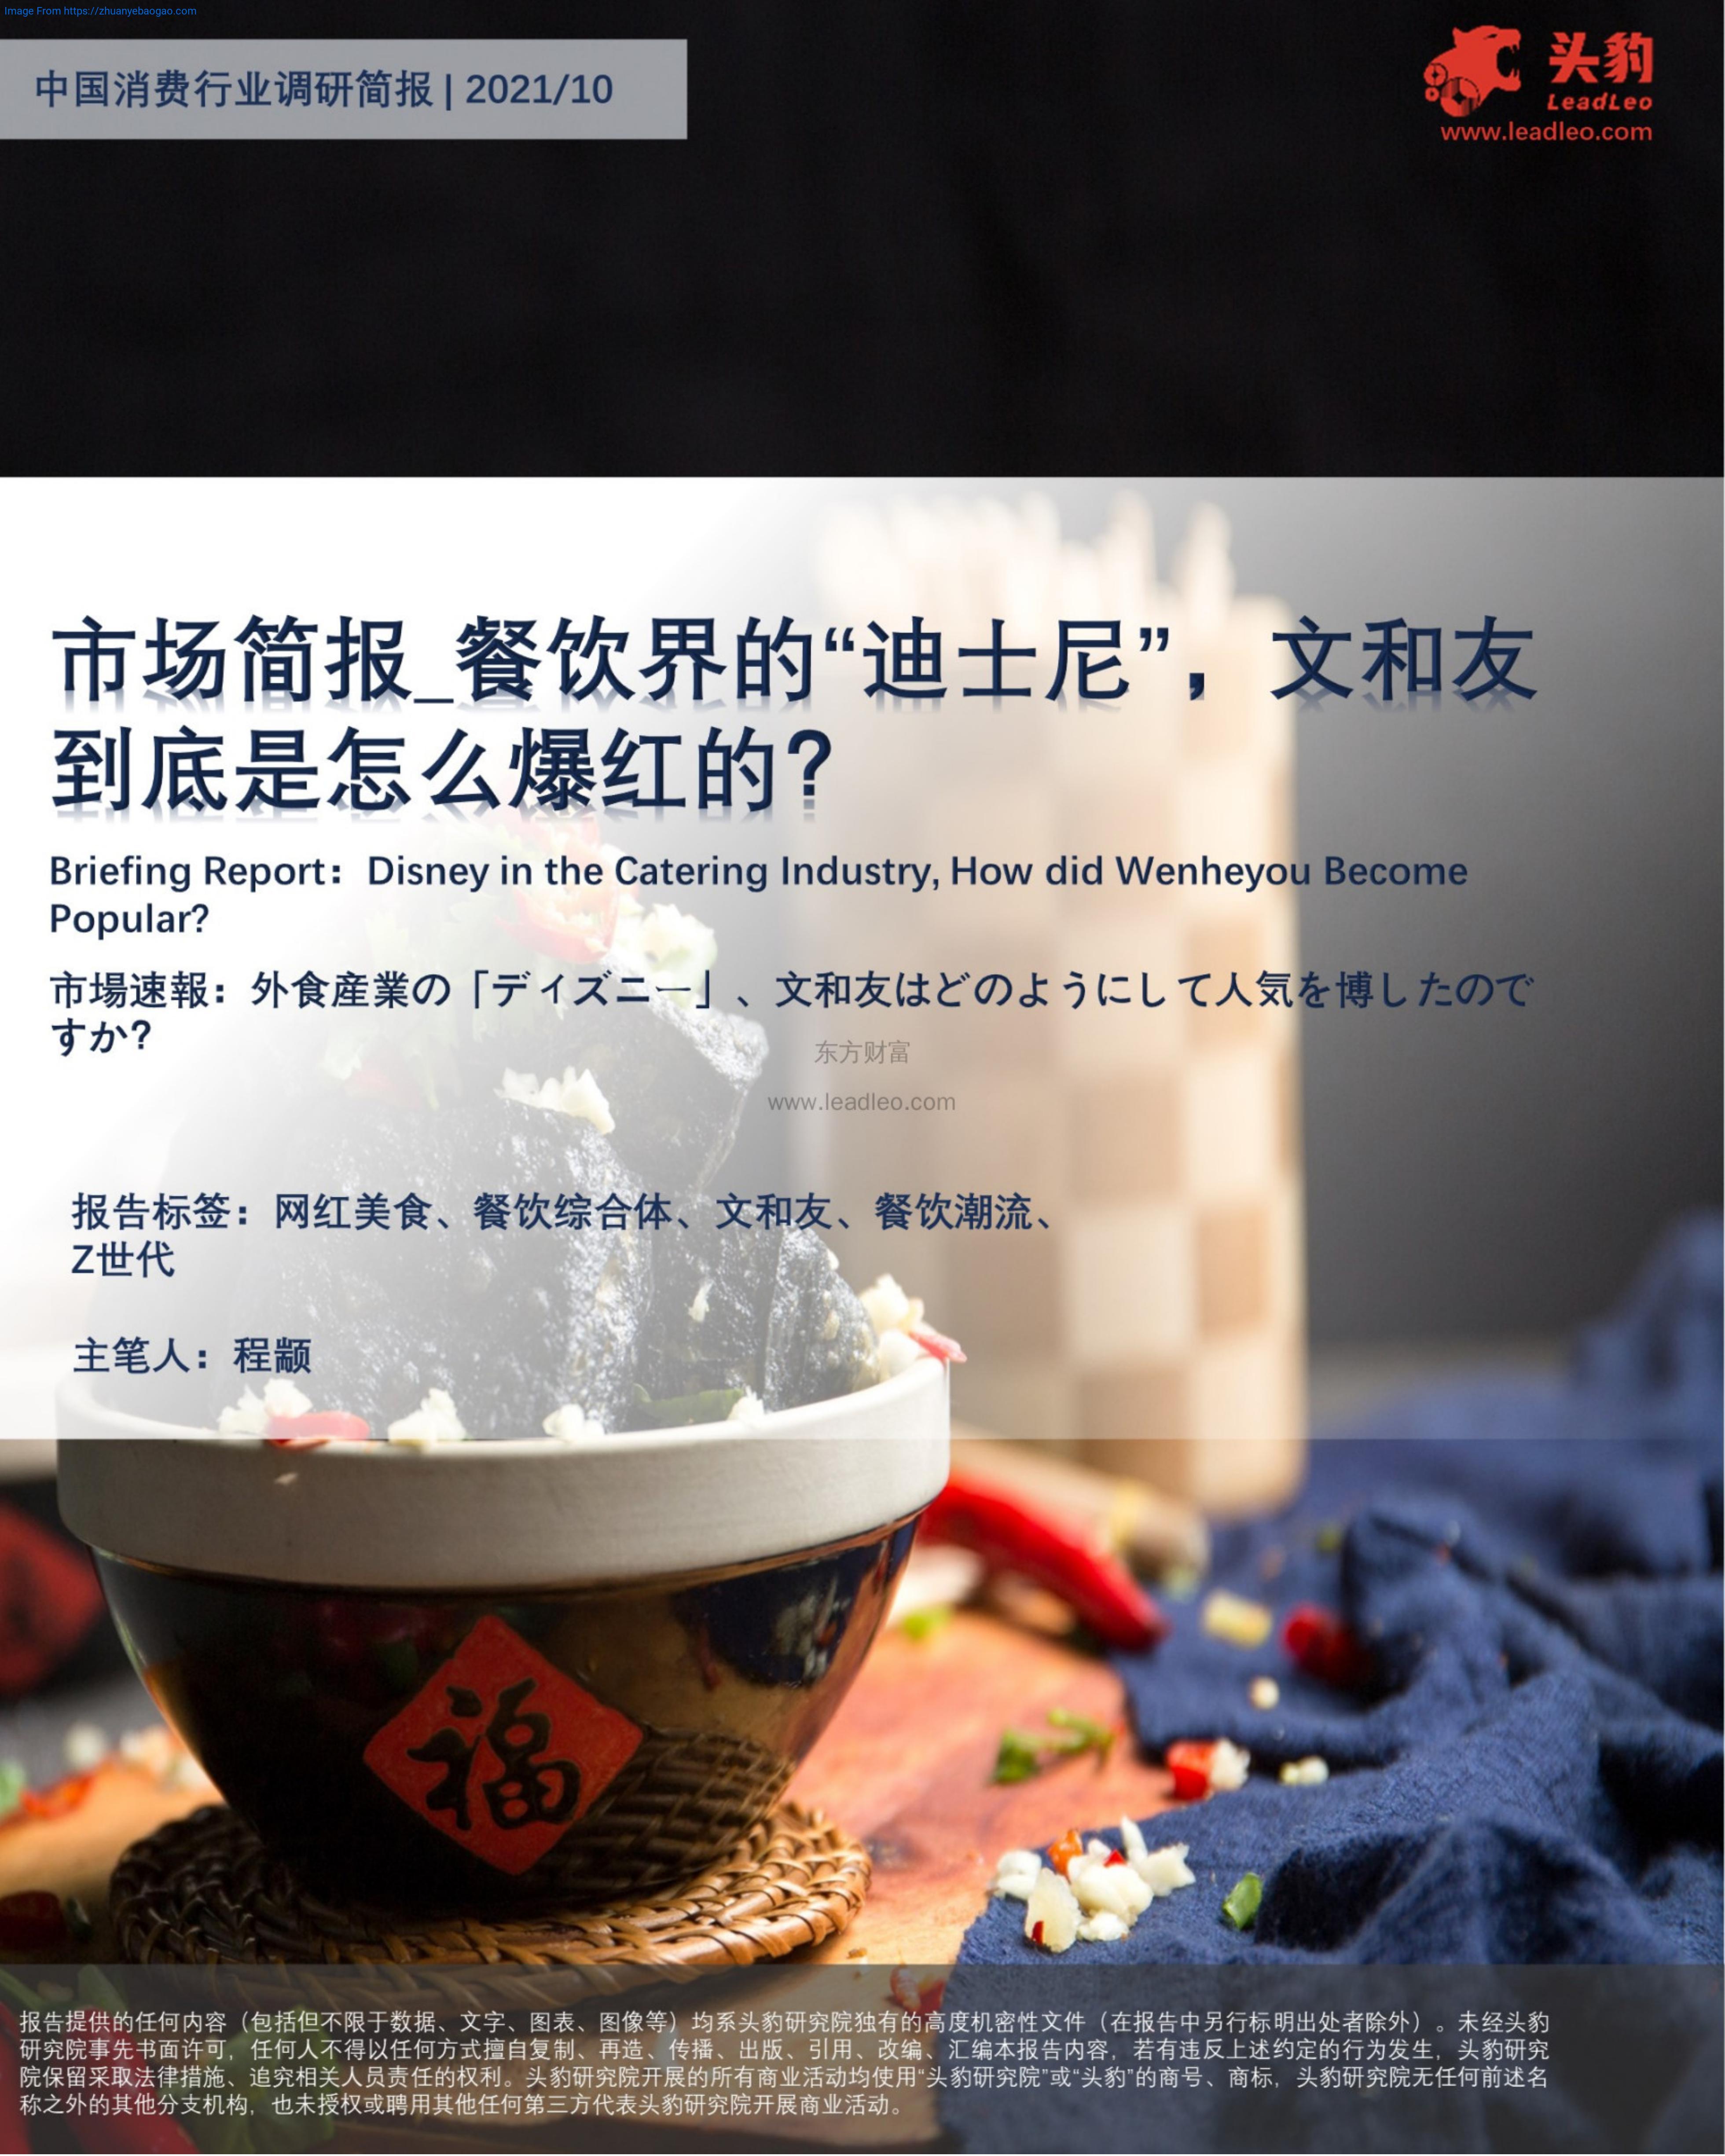 Image From https://zhuanyebaogao.com
中国消费行业调研简报 | 2021/10
头豹
LeadLeo
www.leadleo.com
市场简报_餐饮界的“迪士尼”，文和友
到底是怎么爆红的?
Briefing Report：Disney in the Catering Industry, How did Wenheyou Become
Popular?
市場速報：外食産業の「ディズニー」、文和友はどのようにして人気を博したので
すか?
东方财富
www.leadleo.com
报告标签：网红美食、餐饮综合体、文和友、餐饮潮流、
Z世代
主笔人：程颢
福
报告提供的任何内容（包括但不限于数据、文字、图表、图像等）均系头豹研究院独有的高度机密性文件（在报告中另行标明出处者除外）。未经头豹
研究院事先书面许可，任何人不得以任何方式擅自复制、再造、传播、出版、引用、改编、汇编本报告内容，若有违反上述约定的行为发生，头豹研究
院保留采取法律措施、追究相关人员责任的权利。头豹研究院开展的所有商业活动均使用“头豹研究院”或“头豹”的商号、商标，头豹研究院无任何前述名
称之外的其他分支机构，也未授权或聘用其他任何第三方代表头豹研究院开展商业活动。